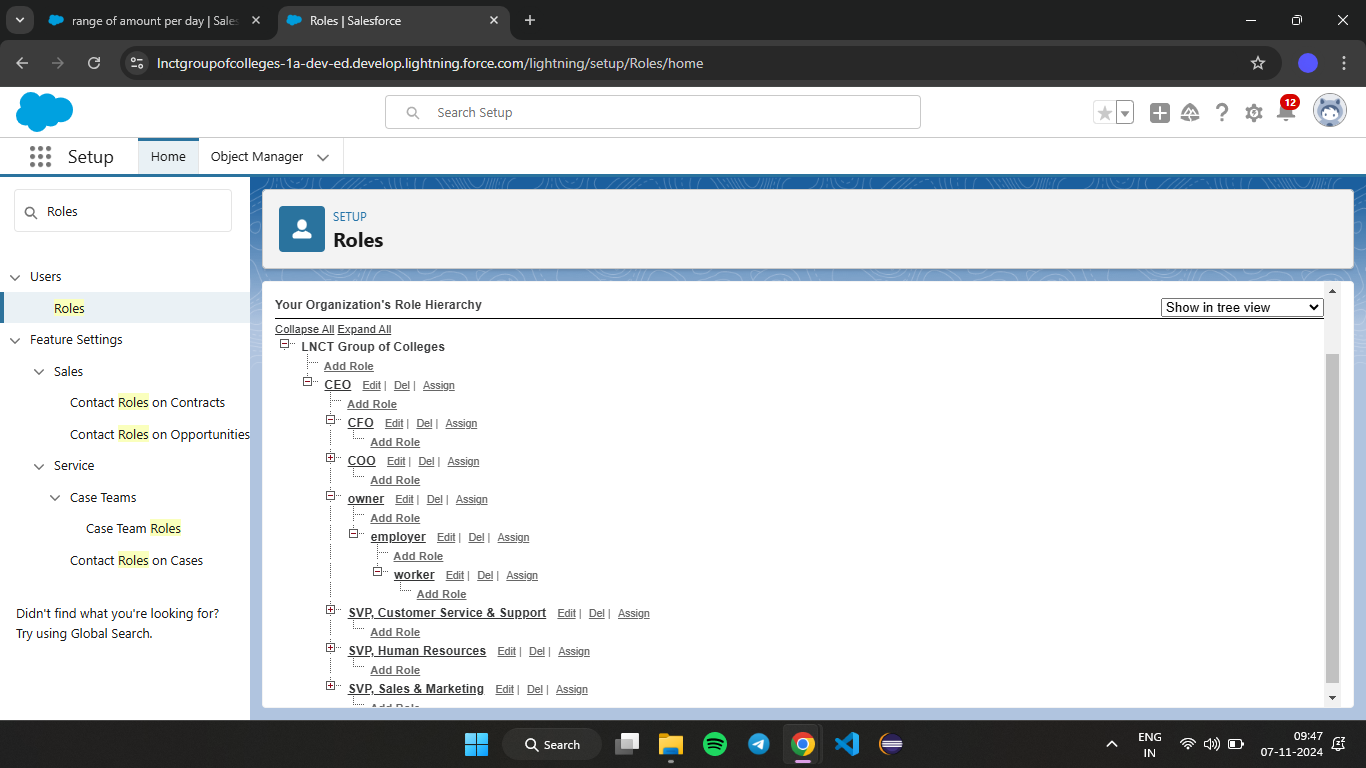 range of amount per day | Sales
Roles | Salesforce
lnctgroupofcolleges-1a-dev-ed.develop.lightning.force.com/lightning/setup/Roles/home
Search Setup
12
Setup
Home
Object Manager
Roles
Users
Roles
Feature Settings
Sales
Contact Roles on Contracts
Contact Roles on Opportunities
Service
Case Teams
Case Team Roles
Contact Roles on Cases
Didn't find what you're looking for?
Try using Global Search.
SETUP
Roles
Your Organization's Role Hierarchy
Show in tree view
Collapse All Expand All
LNCT Group of Colleges
Add Role
CEO Edit | Del | Assign
Add Role
CFO Edit | Del | Assign
Add Role
COO Edit | Del | Assign
Add Role
owner Edit | Del | Assign
Add Role
employer Edit | Del | Assign
Add Role
worker Edit | Del | Assign
Add Role
SVP, Customer Service & Support Edit | Del | Assign
Add Role
SVP, Human Resources Edit | Del | Assign
Add Role
SVP, Sales & Marketing Edit | Del | Assign
Add Role
Search
ENG
IN
09:47
07-11-2024